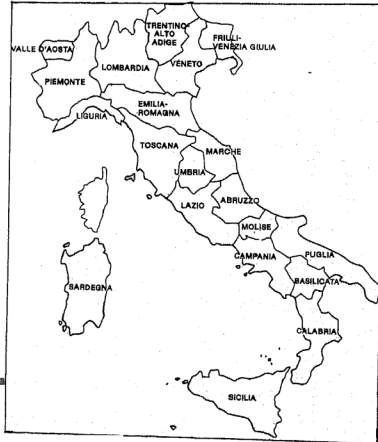 TRENTINO-
ALTO
ADIGE
FRIULI-
VENEZIA GIULIA
VALLE D'AOSTA
LOMBARDIA
VENETO
PIEMONTE
EMILIA-
ROMAGNA
LIGURIA
TOSCANA
MARCHE
UMBRIA
LAZIO
ABRUZZO
MOLISE
CAMPANIA
PUGLIA
BASILICATA
SARDEGNA
CALABRIA
SICILIA